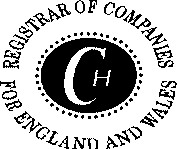 REGISTRAR OF COMPANIES
CH
FOR ENGLAND AND WALES